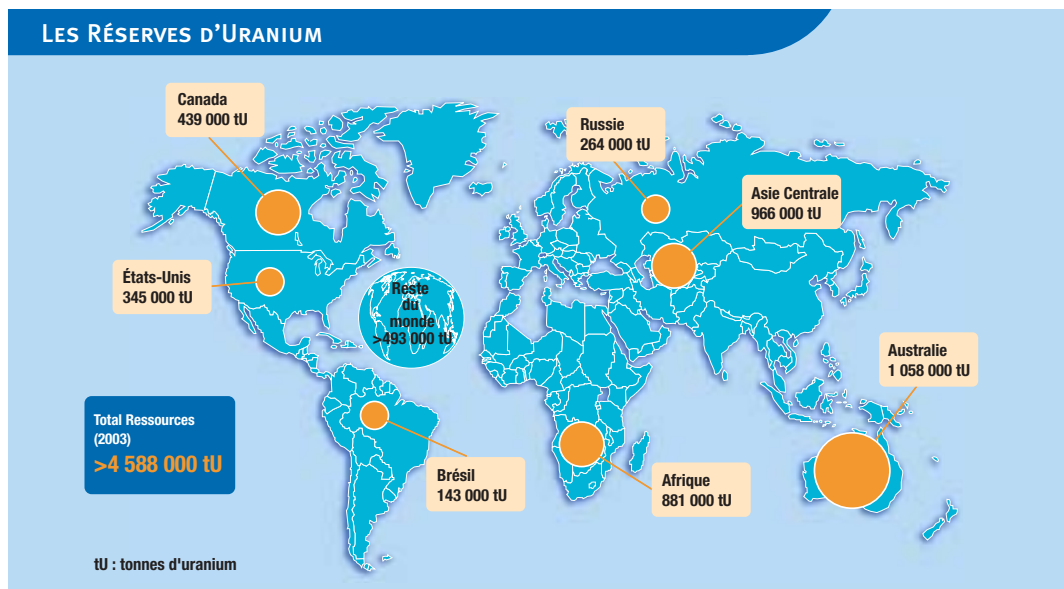 Les Réserves d'Uranium
Canada
439 000 tU
Russie
264 000 tU
Asie Centrale
966 000 tU
États-Unis
345 000 tU
Reste
du
monde
>493 000 tU
Australie
1 058 000 tU
Total Ressources
(2003)
>4 588 000 tU
Brésil
143 000 tU
Afrique
881 000 tU
tU : tonnes d'uranium